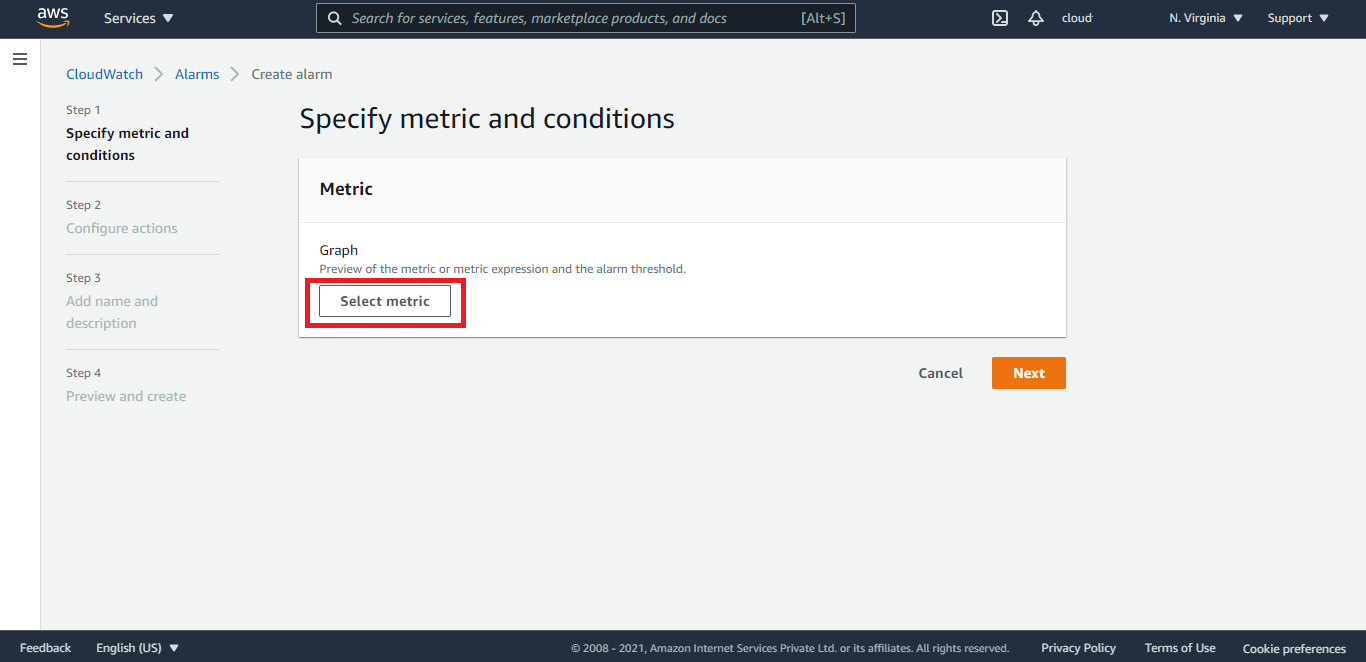 aws
Services
Search for services, features, marketplace products, and docs [Alt+S]
cloud
N. Virginia
Support
CloudWatch Alarms Create alarm
Step 1
Specify metric and
conditions
Step 2
Configure actions
Step 3
Add name and
description
Step 4
Preview and create
Specify metric and conditions
Metric
Graph
Preview of the metric or metric expression and the alarm threshold.
Select metric
Cancel
Next
Feedback
English (US)
© 2008 - 2021, Amazon Internet Services Private Ltd. or its affiliates. All rights reserved.
Privacy Policy
Terms of Use
Cookie preferences